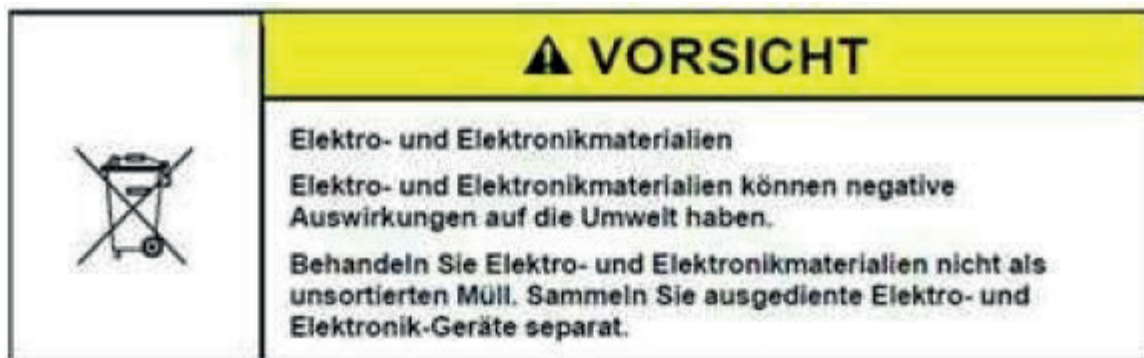 VORSICHT
Elektro- und Elektronikmaterialien
Elektro- und Elektronikmaterialien können negative
Auswirkungen auf die Umwelt haben.
Behandeln Sie Elektro- und Elektronikmaterialien nicht als
unsortierten Müll. Sammeln Sie ausgediente Elektro- und
Elektronik-Geräte separat.